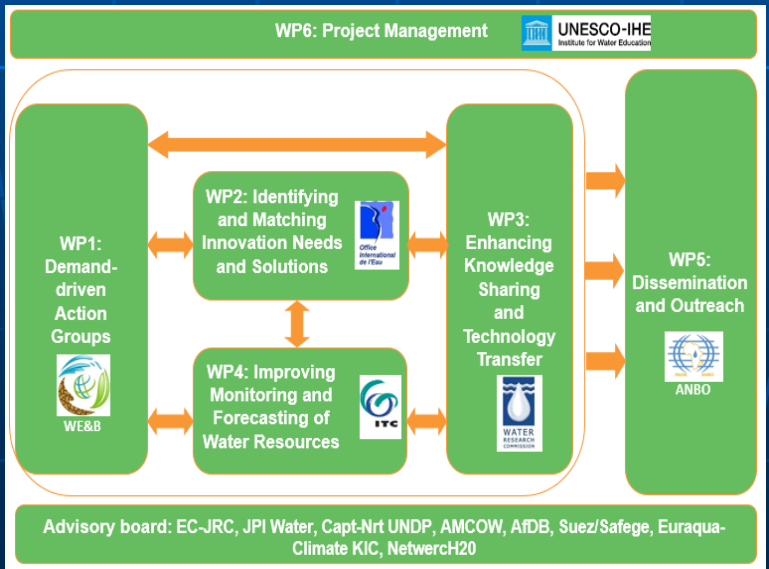 WP6: Project Management
UNESCO-IHE
Institute for Water Education
WP1:
Demand-
driven
Action
Groups
WE&B
WP2: Identifying
and Matching
Innovation Needs
and Solutions
Office
International
de l'Eau
WP4: Improving
Monitoring and
Forecasting of
Water Resources
ITC
WP3:
Enhancing
Knowledge
Sharing
and
Technology
Transfer
WATER
RESEARCH
COMMISSION
WP5:
Dissemination
and Outreach
ANBO
Advisory board: EC-JRC, JPI Water, Capt-Nrt UNDP, AMCOW, AfDB, Suez/Safege, Euraqua-
Climate KIC, NetwercH20